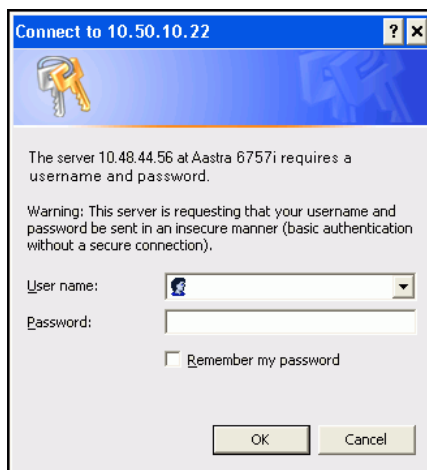 Connect to 10.50.10.22
The server 10.48.44.56 at Aastra 6757i requires a
username and password.
Warning: This server is requesting that your username and
password be sent in an insecure manner (basic authentication
without a secure connection).
User name:
Password:
Remember my password
OK
Cancel